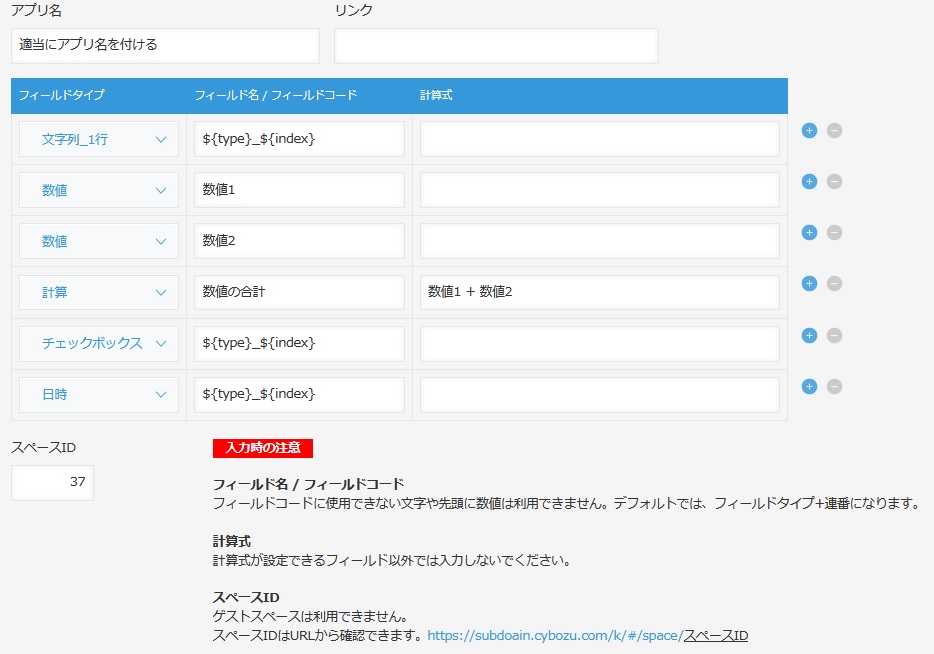 アプリ名 リンク
適当にアプリ名を付ける
フィールドタイプ フィールド名 / フィールドコード 計算式
文字列_1行 ${type}_${index}
数値 数値1
数値 数値2
計算 数値の合計 数値1 + 数値2
チェックボックス ${type}_${index}
日時 ${type}_${index}
スペースID
37
入力時の注意
フィールド名 / フィールドコード
フィールドコードに使用できない文字や先頭に数値は利用できません。デフォルトでは、フィールドタイプ+連番になります。
計算式
計算式が設定できるフィールド以外では入力しないでください。
スペースID
ゲストスペースは利用できません。
スペースIDはURLから確認できます。https://subdoain.cybozu.com/k/#/space/スペースID